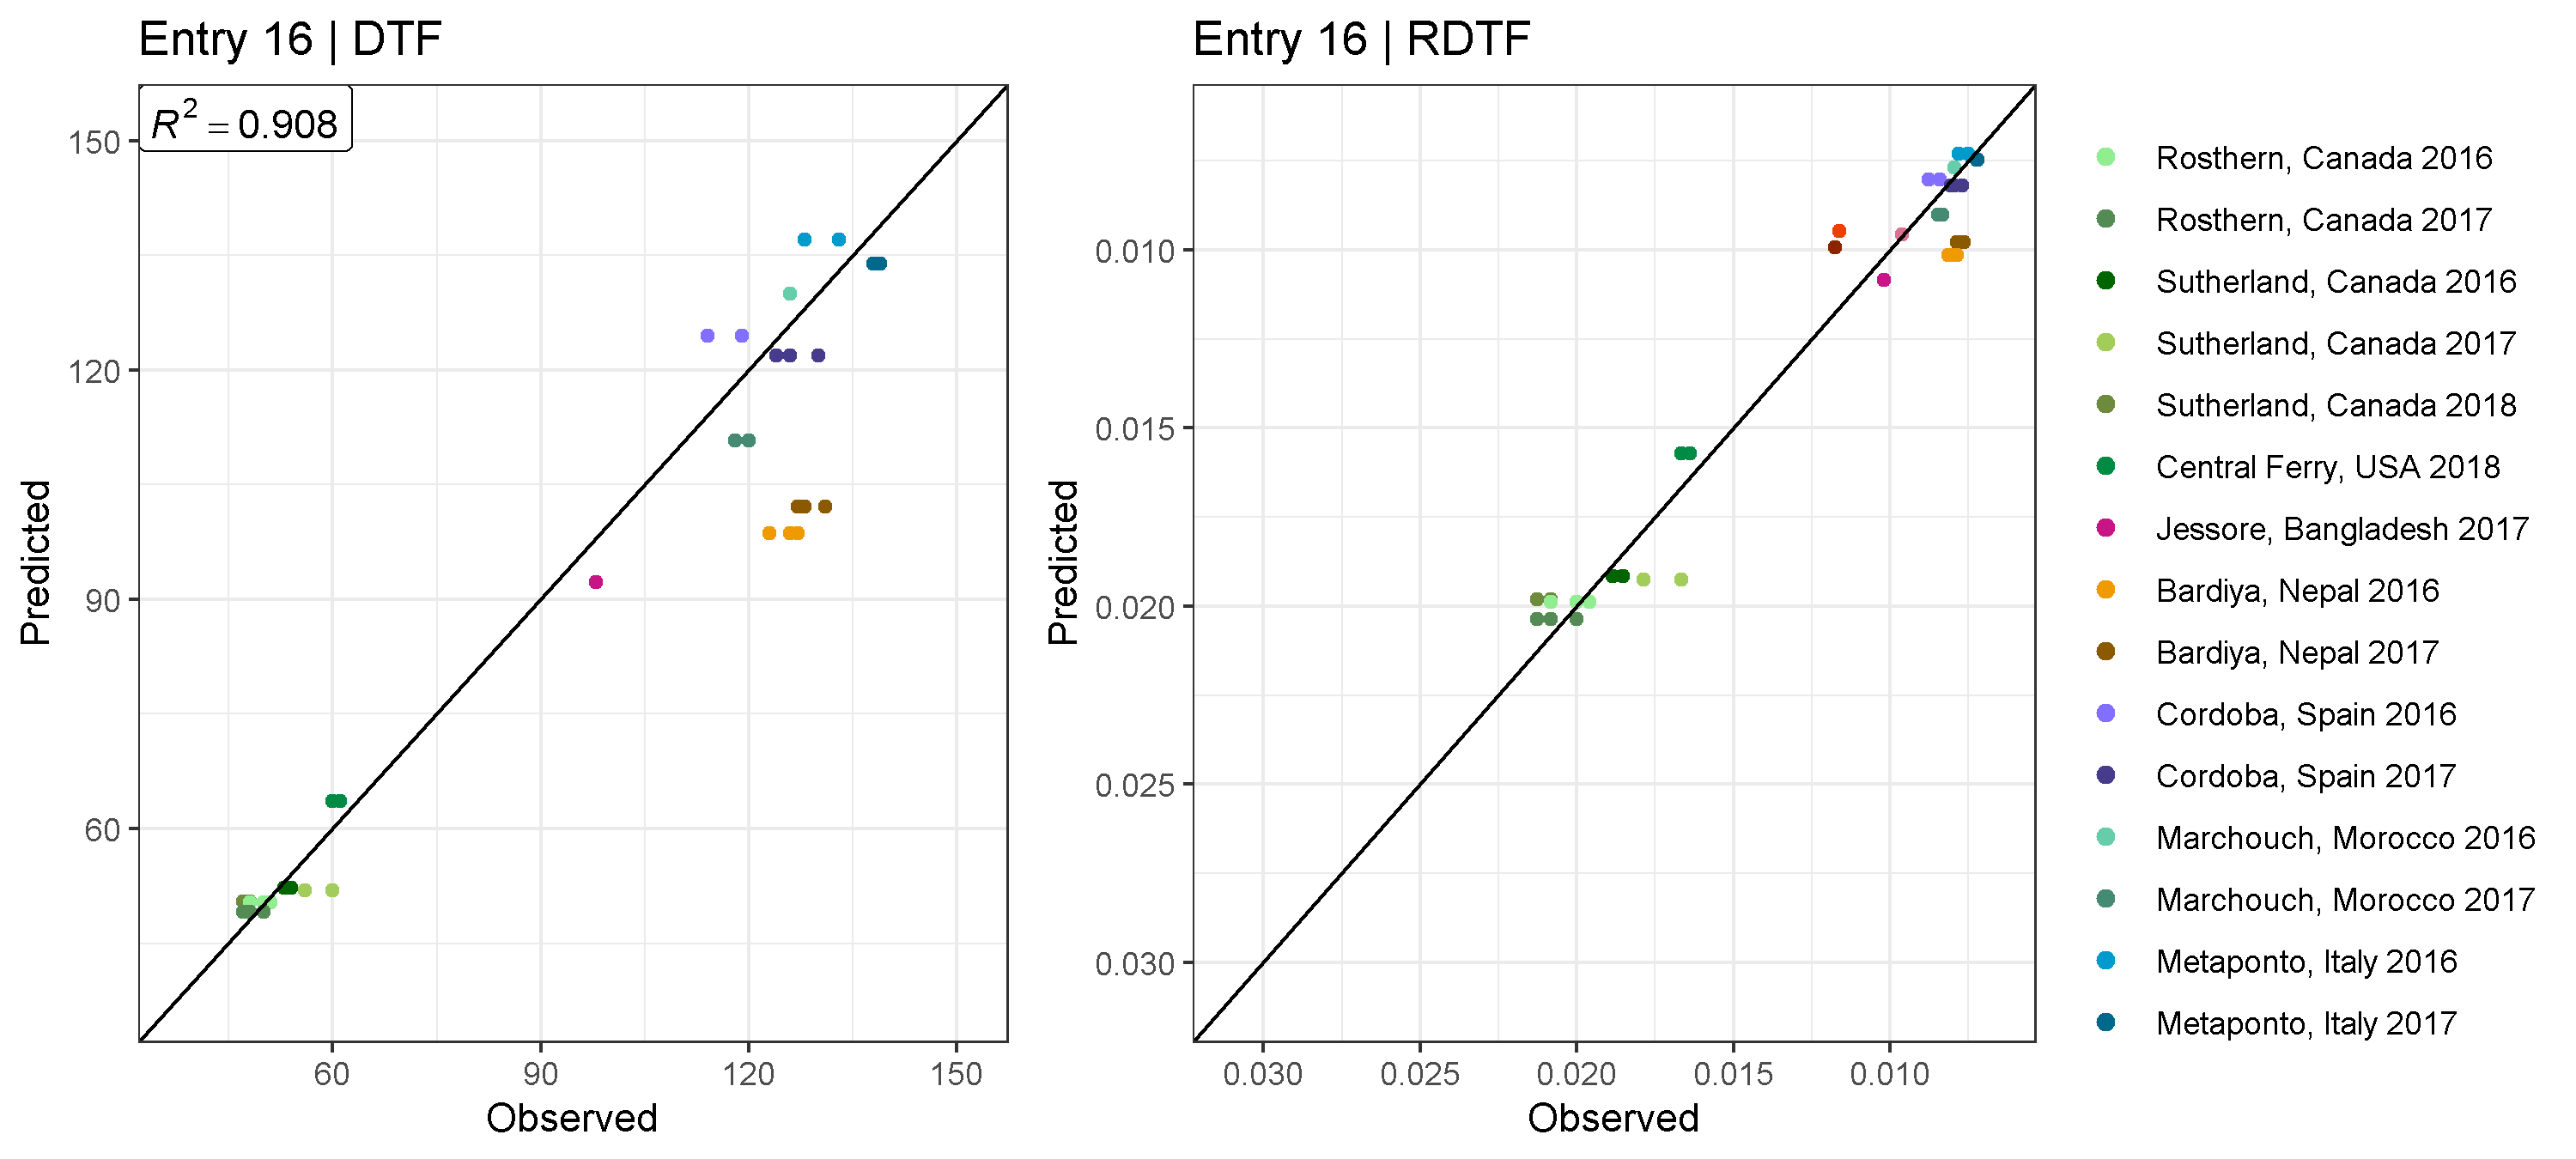 Entry 16 | DTF
R² = 0.908
150
120
90
60
60 90 120 150
Observed
Predicted
Entry 16 | RDTF
0.010
0.015
0.020
0.025
0.030
0.030 0.025 0.020 0.015 0.010
Observed
Predicted
Rosthern, Canada 2016
Rosthern, Canada 2017
Sutherland, Canada 2016
Sutherland, Canada 2017
Sutherland, Canada 2018
Central Ferry, USA 2018
Jessore, Bangladesh 2017
Bardiya, Nepal 2016
Bardiya, Nepal 2017
Cordoba, Spain 2016
Cordoba, Spain 2017
Marchouch, Morocco 2016
Marchouch, Morocco 2017
Metaponto, Italy 2016
Metaponto, Italy 2017